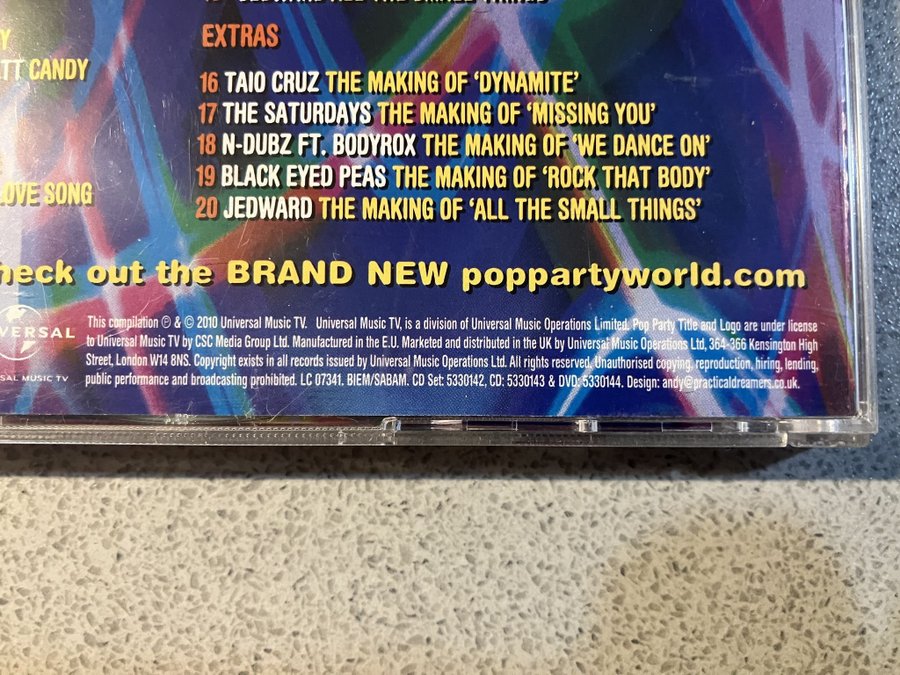 EXTRAS
CANDY
16 TAIO CRUZ THE MAKING OF 'DYNAMITE'
17 THE SATURDAYS THE MAKING OF 'MISSING YOU'
18 N-DUBZ FT. BODYROX THE MAKING OF 'WE DANCE ON'
19 BLACK EYED PEAS THE MAKING OF 'ROCK THAT BODY'
LOVE SONG
20 JEDWARD THE MAKING OF 'ALL THE SMALL THINGS'
heck out the BRAND NEW poppartyworld.com
VERSAL
SAL MUSIC TV
This compilation ℗ & © 2010 Universal Music TV. Universal Music TV, is a division of Universal Music Operations Limited. Pop Party Title and Logo are under license
to Universal Music TV by CSC Media Group Ltd. Manufactured in the E.U. Marketed and distributed in the UK by Universal Music Operations Ltd, 364-366 Kensington High
Street, London W14 8NS. Copyright exists in all records issued by Universal Music Operations Ltd. All rights reserved. Unauthorised copying, reproduction, hiring, lending,
public performance and broadcasting prohibited. LC 07341. BIEM/SABAM. CD Set: 5330142, CD: 5330143 & DVD: 5330144. Design: andy@practicaldreamers.co.uk.